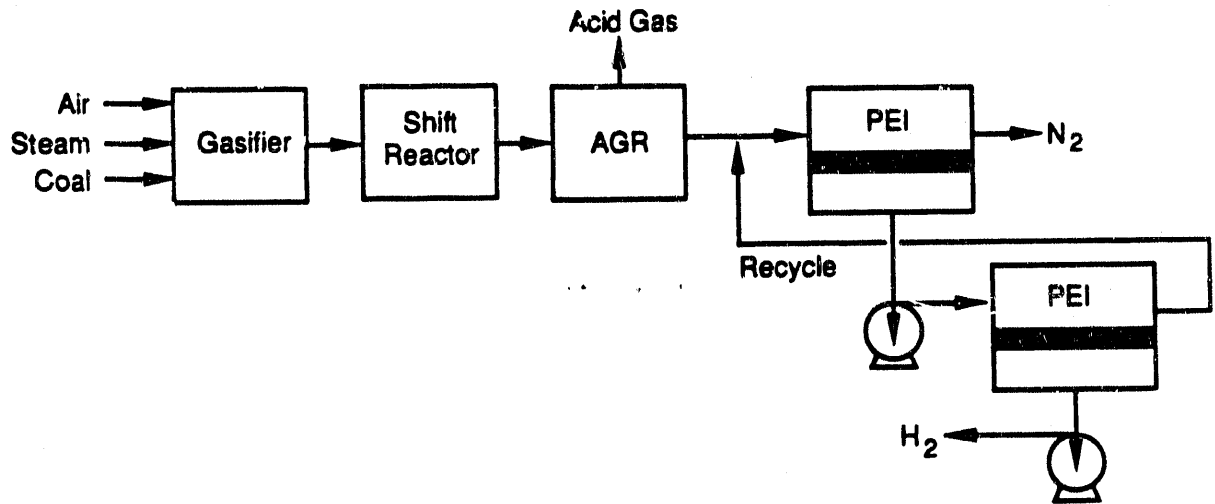 Acid Gas
Air
Steam
Coal
Gasifier
Shift
Reactor
AGR
PEI
N2
Recycle
PEI
H2